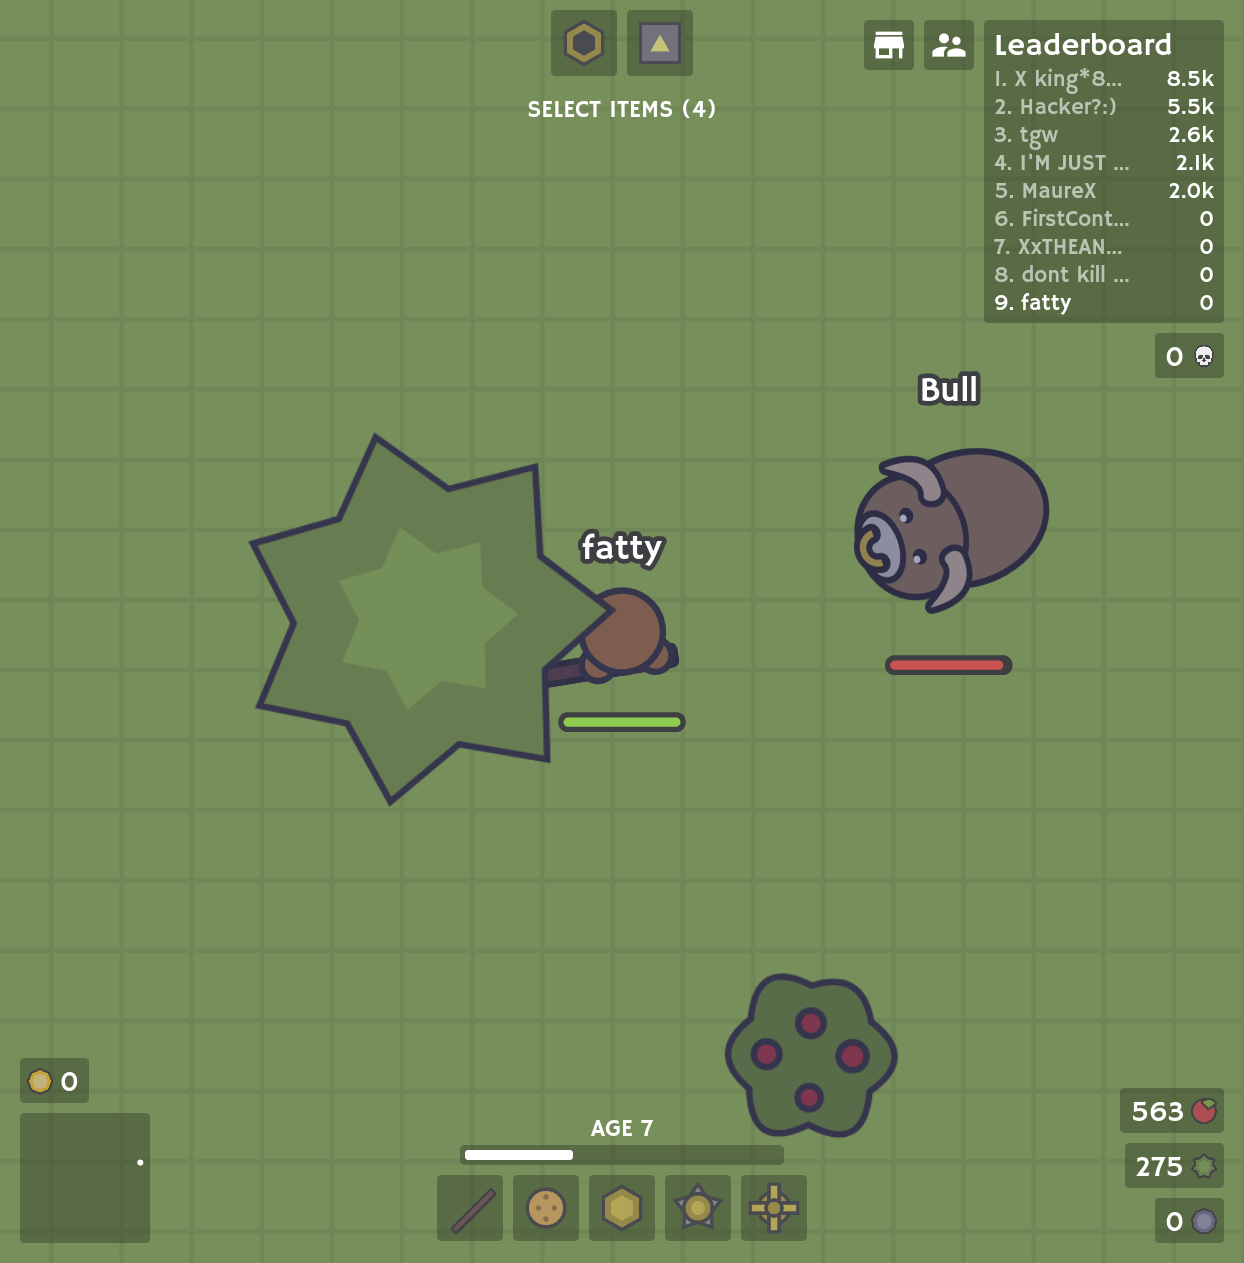 SELECT ITEMS (4)
Leaderboard
1. X king*8... 8.5k
2. Hacker?:) 5.5k
3. tgw 2.6k
4. I'M JUST ... 2.1k
5. MaureX 2.0k
6. FirstCont... 0
7. XxTHEAN... 0
8. dont kill ... 0
9. fatty 0
0
Bull
fatty
0
AGE 7
563
275
0